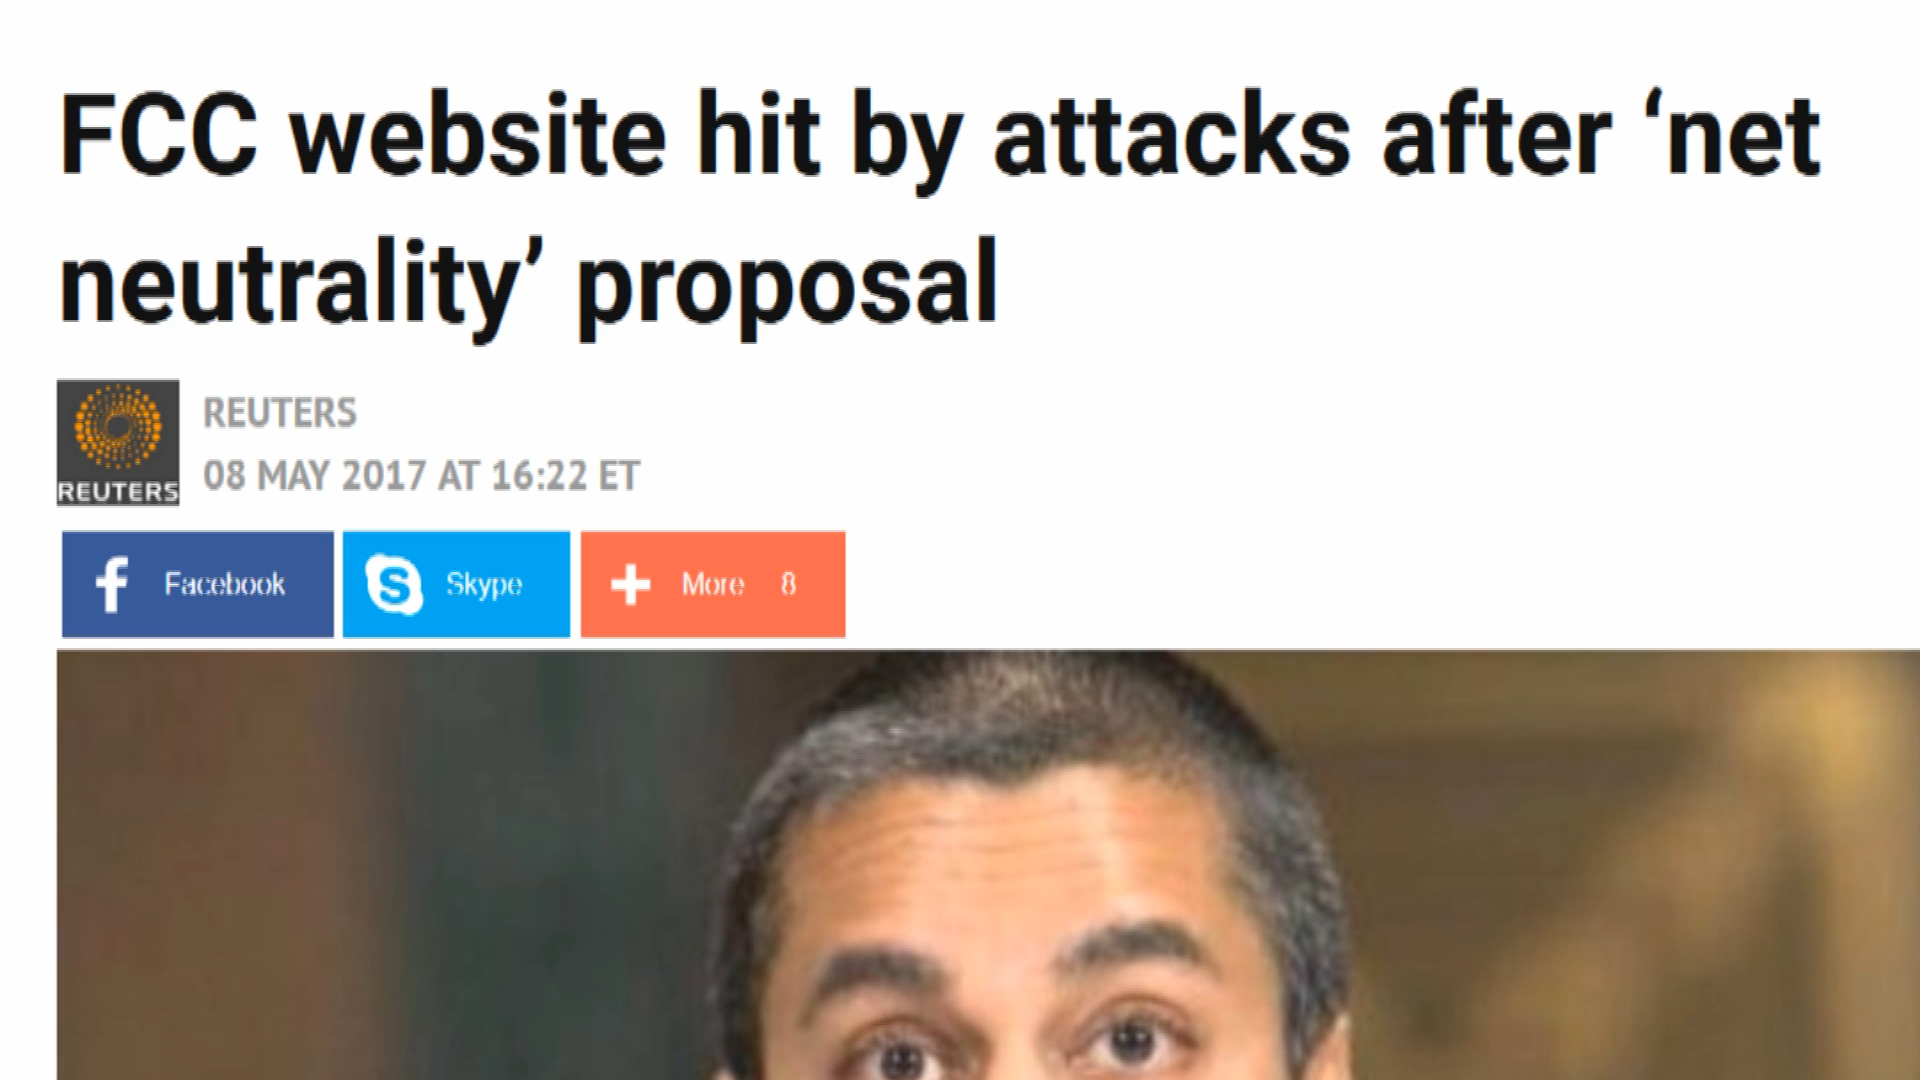 FCC website hit by attacks after ‘net
neutrality’ proposal
REUTERS
REUTERS
08 MAY 2017 AT 16:22 ET
Facebook
Skype
More 8